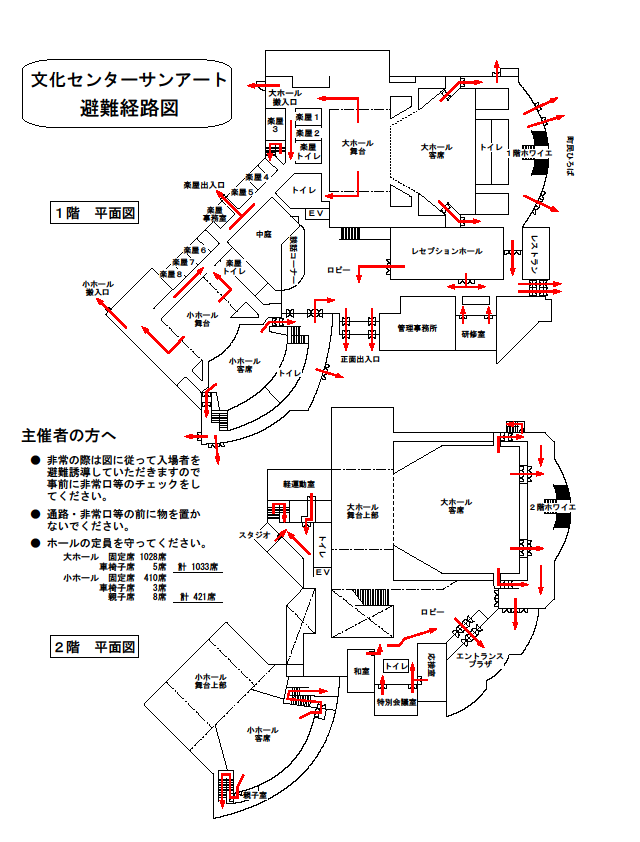 文化センターサンアート
避難経路図
1階 平面図
大ホール
搬入口
楽屋
3
楽屋1
楽屋2
楽屋
トイレ
大ホール
舞台
大ホール
客席
トイレ
1階ホワイエ
町民ひろば
楽屋4
楽屋5
楽屋出入口
楽屋
事務室
トイレ
EV
中庭
楽屋6
楽屋7
楽屋8
楽屋
トイレ
ロビー
レセプションホール
レストラン
小ホール
搬入口
小ホール
舞台
小ホール
客席
トイレ
管理事務所
研修室
正面出入口
主催者の方へ
● 非常の際は図に従って入場者を
避難誘導していただきますので
事前に非常口等のチェックをし
てください。
● 通路・非常口等の前に物を置か
ないでください。
● ホールの定員を守ってください。
大ホール 固定席 1028席
車椅子席 5席 計 1033席
小ホール 固定席 410席
車椅子席 3席
親子席 8席 計 421席
2階 平面図
軽運動室
スタジオ
トイレ
EV
大ホール
舞台上部
大ホール
客席
2階ホワイエ
ロビー
エントランス
プラザ
和室
トイレ
応接室
特別会議室
小ホール
舞台上部
小ホール
客席
親子室